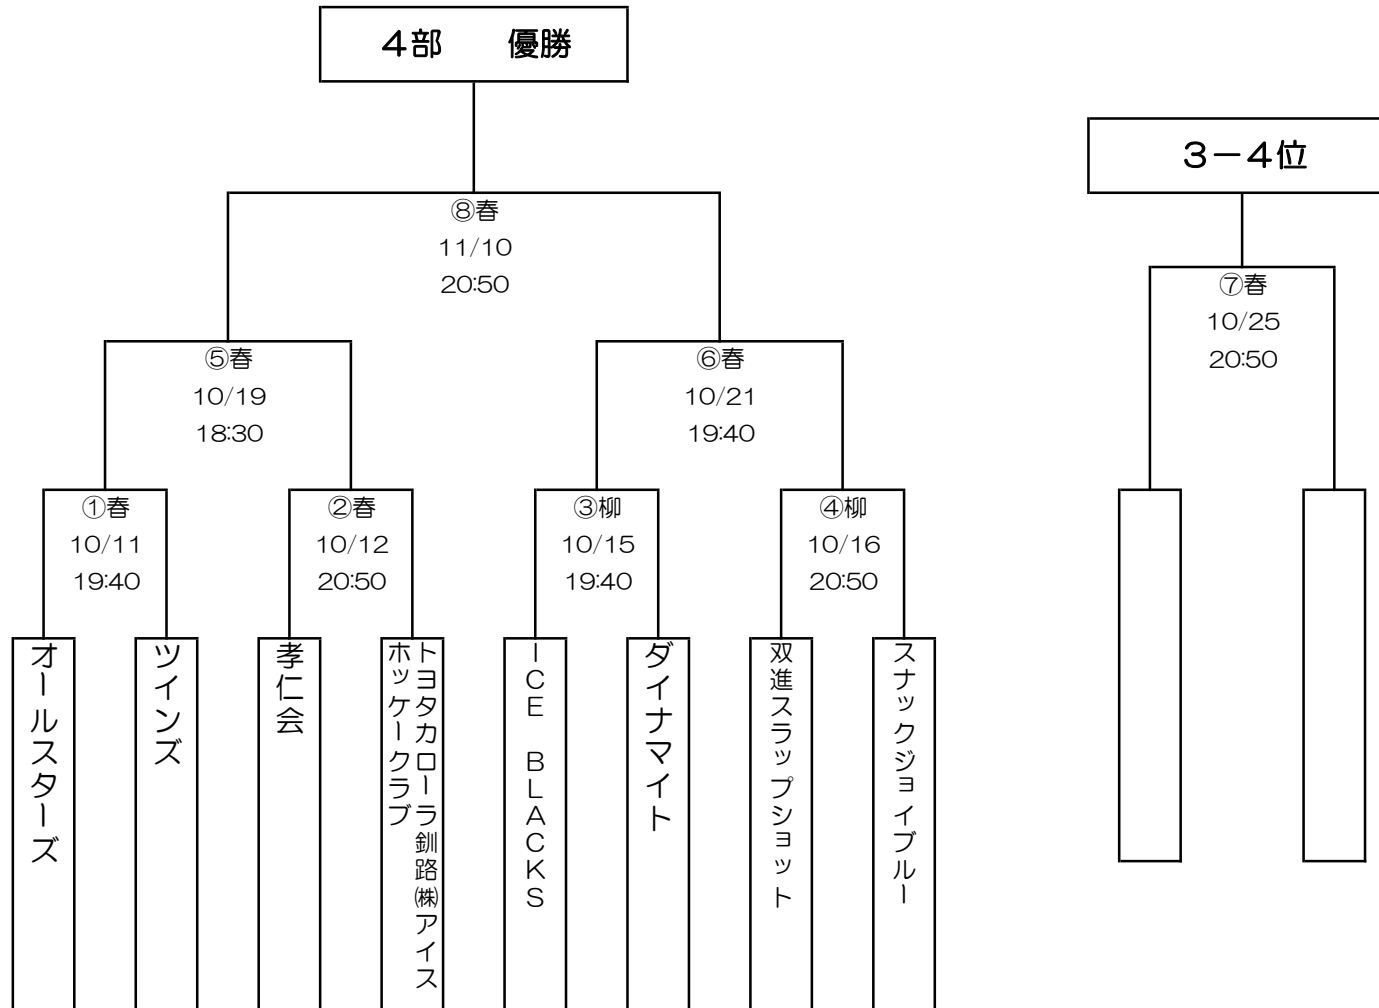 4部　優勝
3－4位
⑧春
11/10
20:50
⑦春
10/25
20:50
⑤春
10/19
18:30
⑥春
10/21
19:40
①春
10/11
19:40
②春
10/12
20:50
③柳
10/15
19:40
④柳
10/16
20:50
オールスターズ
ツインズ
孝仁会
トヨタカローラ釧路㈱アイス
ホッケークラブ
ICE　BLACKS
ダイナマイト
双進スラップショット
スナックジョイブルー